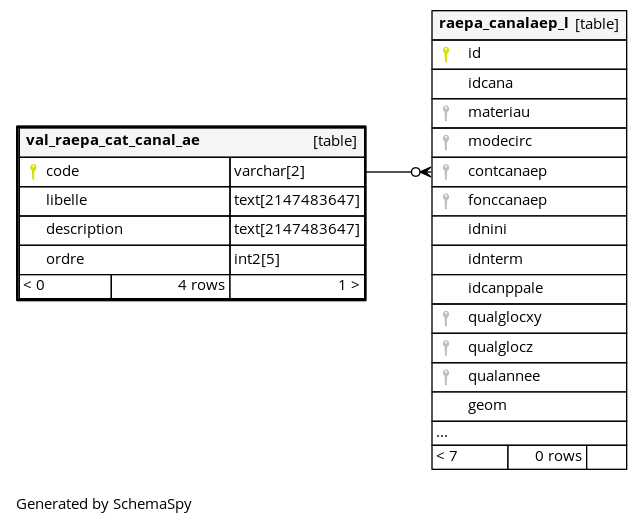 raepa_canalaep_l [table]
id
idcana
materiau
modecirc
contcanaep
fonccanaep
idnini
idnterm
idcanppale
qualglocxy
qualglocz
qualannee
geom
...
< 7 0 rows
val_raepa_cat_canal_ae [table]
code varchar[2]
libelle text[2147483647]
description text[2147483647]
ordre int2[5]
< 0 4 rows 1 >
Generated by SchemaSpy